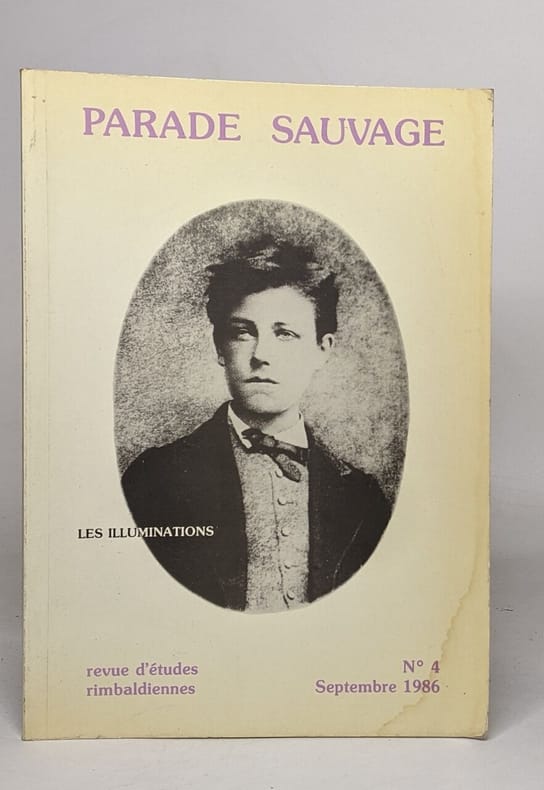 PARADE SAUVAGE
LES ILLUMINATIONS
revue d'études
rimbaldiennes
N° 4
Septembre 1986